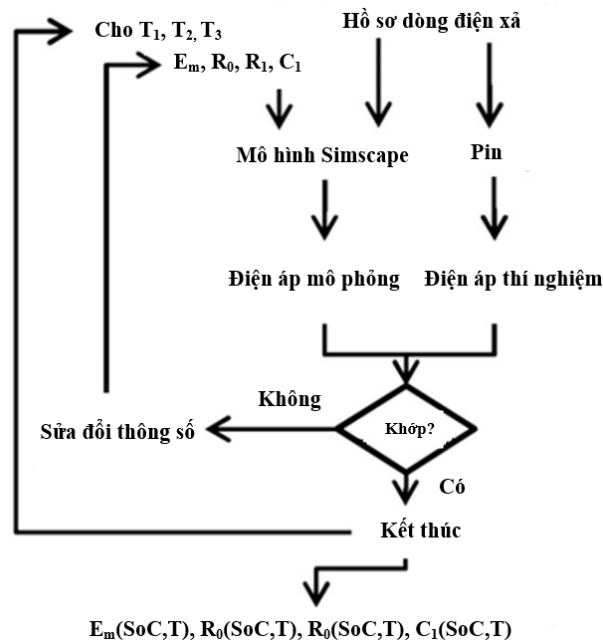 Hồ sơ dòng điện xả
Cho T₁, T₂, T₃
Eₘ, R₀, R₁, C₁
Mô hình Simscape
Pin
Điện áp mô phỏng
Điện áp thí nghiệm
Không
Khớp?
Sửa đổi thông số
Có
Kết thúc
Eₘ(SoC,T), R₀(SoC,T), R₀(SoC,T), C₁(SoC,T)